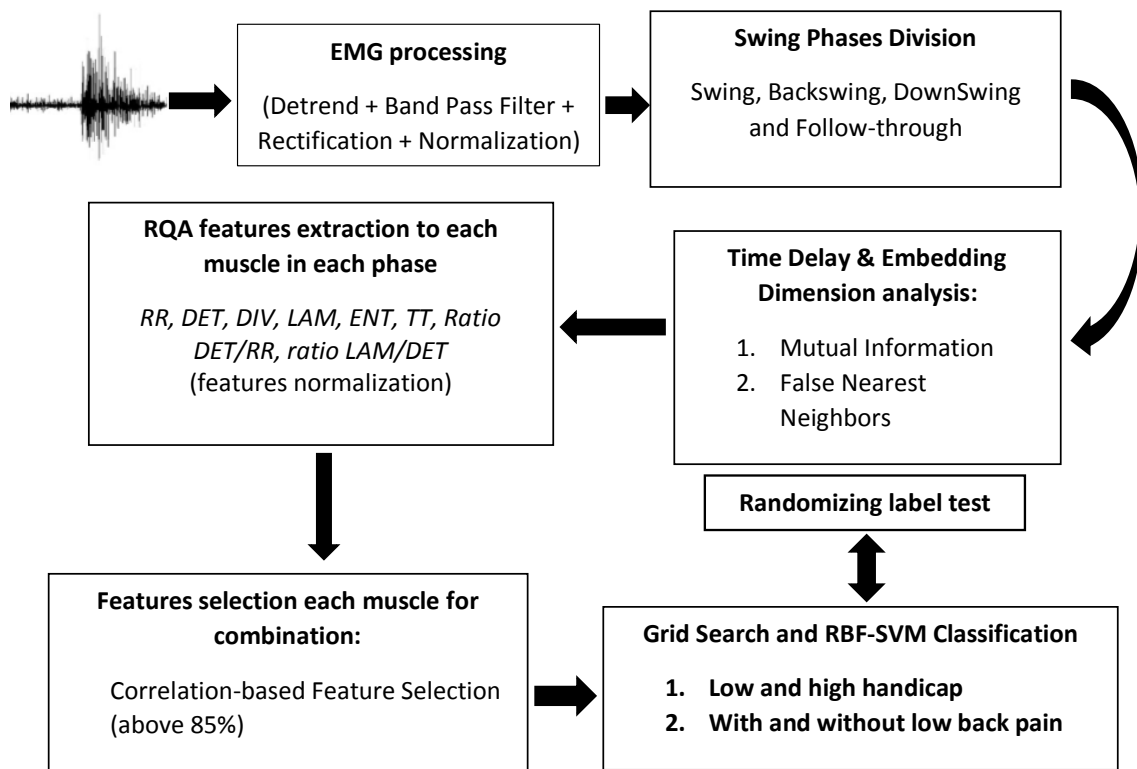 EMG processing
(Detrend + Band Pass Filter +
Rectification + Normalization)
Swing Phases Division
Swing, Backswing, DownSwing
and Follow-through
Time Delay & Embedding
Dimension analysis:
1. Mutual Information
2. False Nearest
Neighbors
RQA features extraction to each
muscle in each phase
RR, DET, DIV, LAM, ENT, TT, Ratio
DET/RR, ratio LAM/DET
(features normalization)
Features selection each muscle for
combination:
Correlation-based Feature Selection
(above 85%)
Grid Search and RBF-SVM Classification
1. Low and high handicap
2. With and without low back pain
Randomizing label test